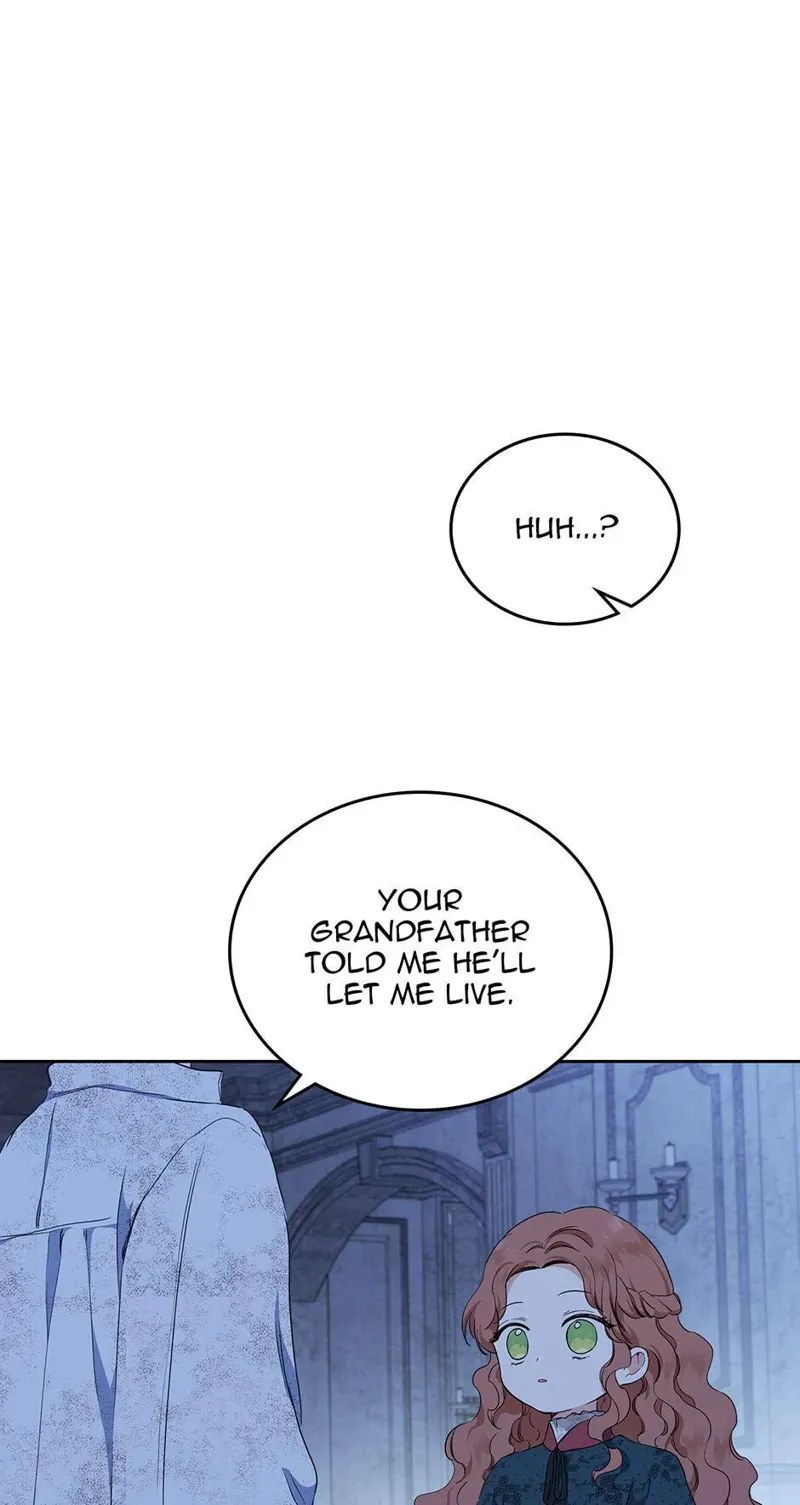 HUH...?
YOUR
GRANDFATHER
TOLD ME HE'LL
LET ME LIVE.